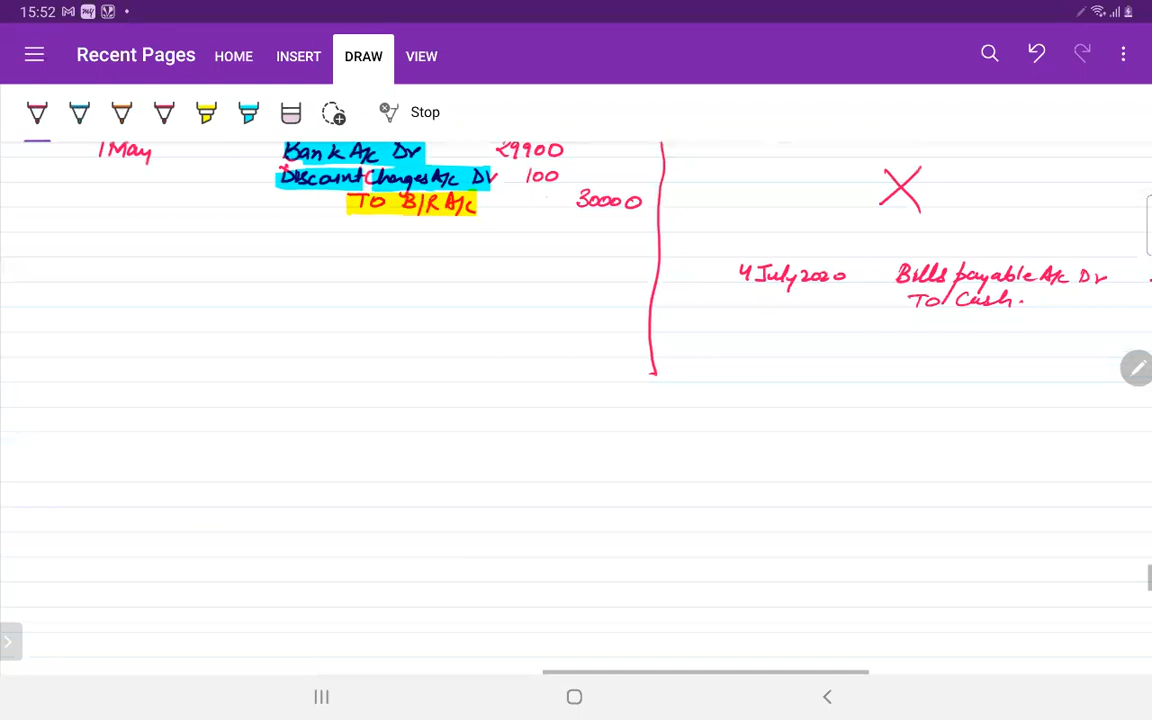 15:52
Recent Pages HOME INSERT DRAW VIEW
Stop
1 May Bank A/c Dr 29900
Discount Charges A/c Dr 100
To B/R A/c 30000
4 July 2020 Bills payable A/c Dr
To Cash.